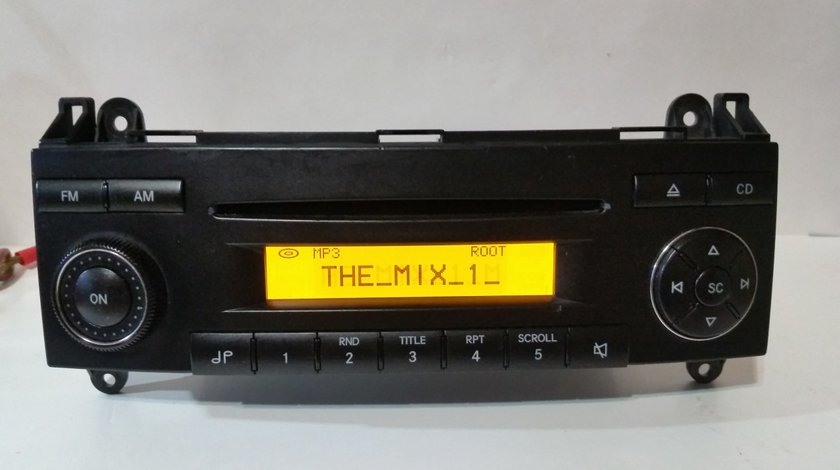 FM AM CD
MP3 ROOT
THE_MIX_1_
ON SC
RND TITLE RPT SCROLL
1 2 3 4 5